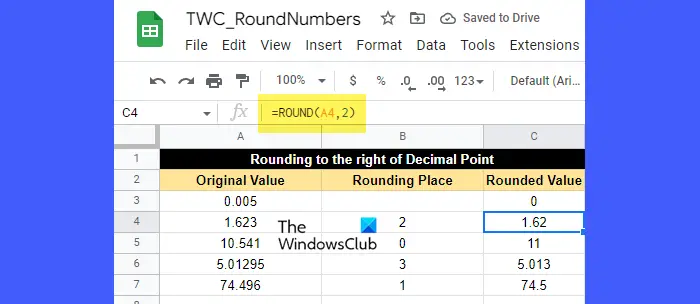 TWC_RoundNumbers Saved to Drive
File Edit View Insert Format Data Tools Extensions
100% $ % .0 .00 123 Default (Ari...
C4 fx =ROUND(A4,2)
A B C
1 Rounding to the right of Decimal Point
2 Original Value Rounding Place Rounded Value
3 0.005 0
4 1.623 2 1.62
The
WindowsClub
5 10.541 0 11
6 5.01295 3 5.013
7 74.496 1 74.5